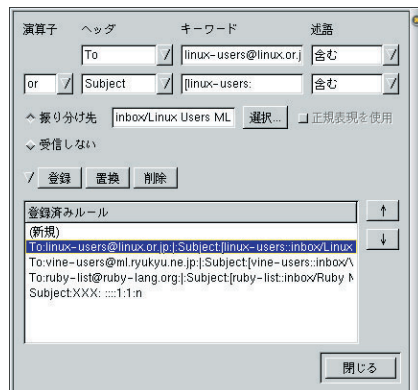 演算子 ヘッダ キーワード 述語
To linux-users@linux.or.j 含む
or Subject [linux-users: 含む
振り分け先 inbox/Linux Users ML 選択... 正規表現を使用
受信しない
登録 置換 削除
登録済みルール
(新規)
To:linux-users@linux.or.jp:|:Subject:[linux-users::inbox/Linux
To:vine-users@ml.ryukyu.ne.jp:|:Subject:[vine-users::inbox/V
To:ruby-list@ruby-lang.org:|:Subject:[ruby-list::inbox/Ruby M
Subject:XXX: ::::1:1:n
↑
↓
閉じる